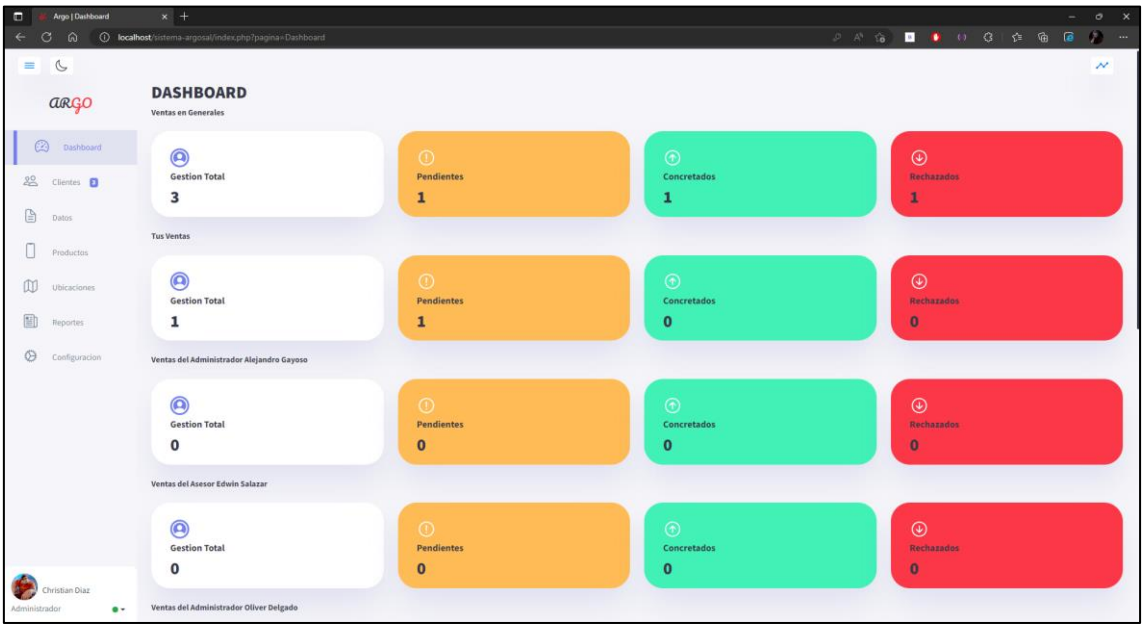 Argo | Dashboard
localhost/sistema-argosal/index.php?pagina=Dashboard
ARGO
DASHBOARD
Ventas en Generales
Dashboard
Clientes 3
Datos
Productos
Ubicaciones
Reportes
Configuracion
Gestion Total
3
Pendientes
1
Concretados
1
Rechazados
1
Tus Ventas
Gestion Total
1
Pendientes
1
Concretados
0
Rechazados
0
Ventas del Administrador Alejandro Gayoso
Gestion Total
0
Pendientes
0
Concretados
0
Rechazados
0
Ventas del Asesor Edwin Salazar
Gestion Total
0
Pendientes
0
Concretados
0
Rechazados
0
Ventas del Administrador Oliver Delgado
Christian Diaz
Administrador